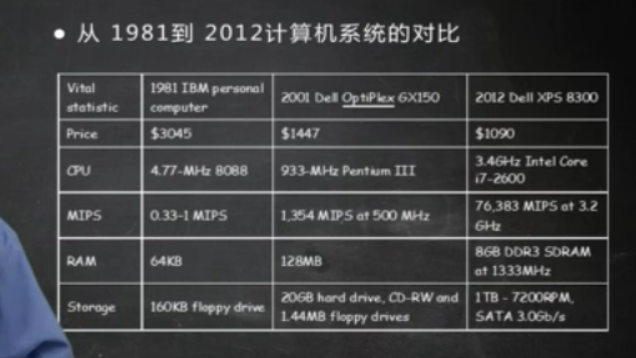 • 从 1981到 2012计算机系统的对比
Vital statistic | 1981 IBM personal computer | 2001 Dell OptiPlex GX150 | 2012 Dell XPS 8300
Price | $3045 | $1447 | $1090
CPU | 4.77-MHz 8088 | 933-MHz Pentium III | 3.4GHz Intel Core i7-2600
MIPS | 0.33-1 MIPS | 1,354 MIPS at 500 MHz | 76,383 MIPS at 3.2 GHz
RAM | 64KB | 128MB | 8GB DDR3 SDRAM at 1333MHz
Storage | 160KB floppy drive | 20GB hard drive, CD-RW and 1.44MB floppy drives | 1TB - 7200RPM, SATA 3.0Gb/s